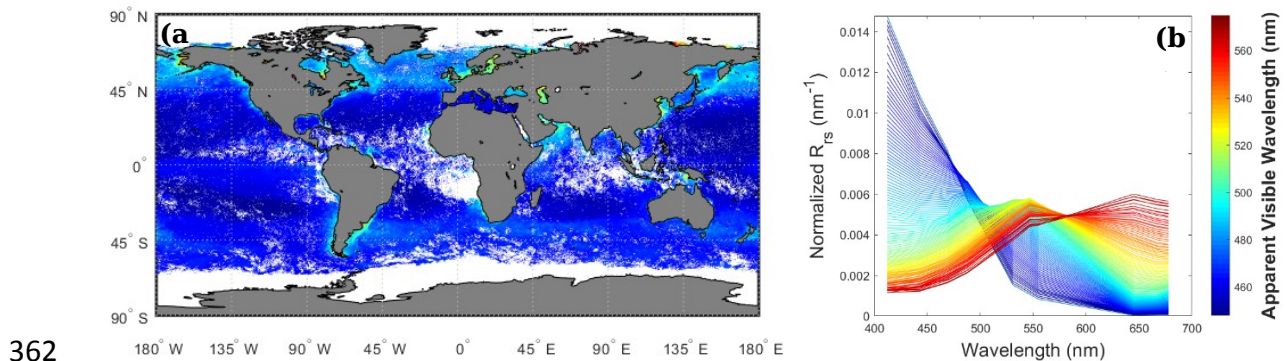 (a)
90° N
45° N
0°
45° S
90° S
180° W 135° W 90° W 45° W 0° 45° E 90° E 135° E 180° E
(b)
Normalized Rrs (nm-1)
0.014
0.012
0.01
0.008
0.006
0.004
0.002
0
400 450 500 550 600 650 700
Wavelength (nm)
560
540
520
500
480
460
Apparent Visible Wavelength (nm)
362